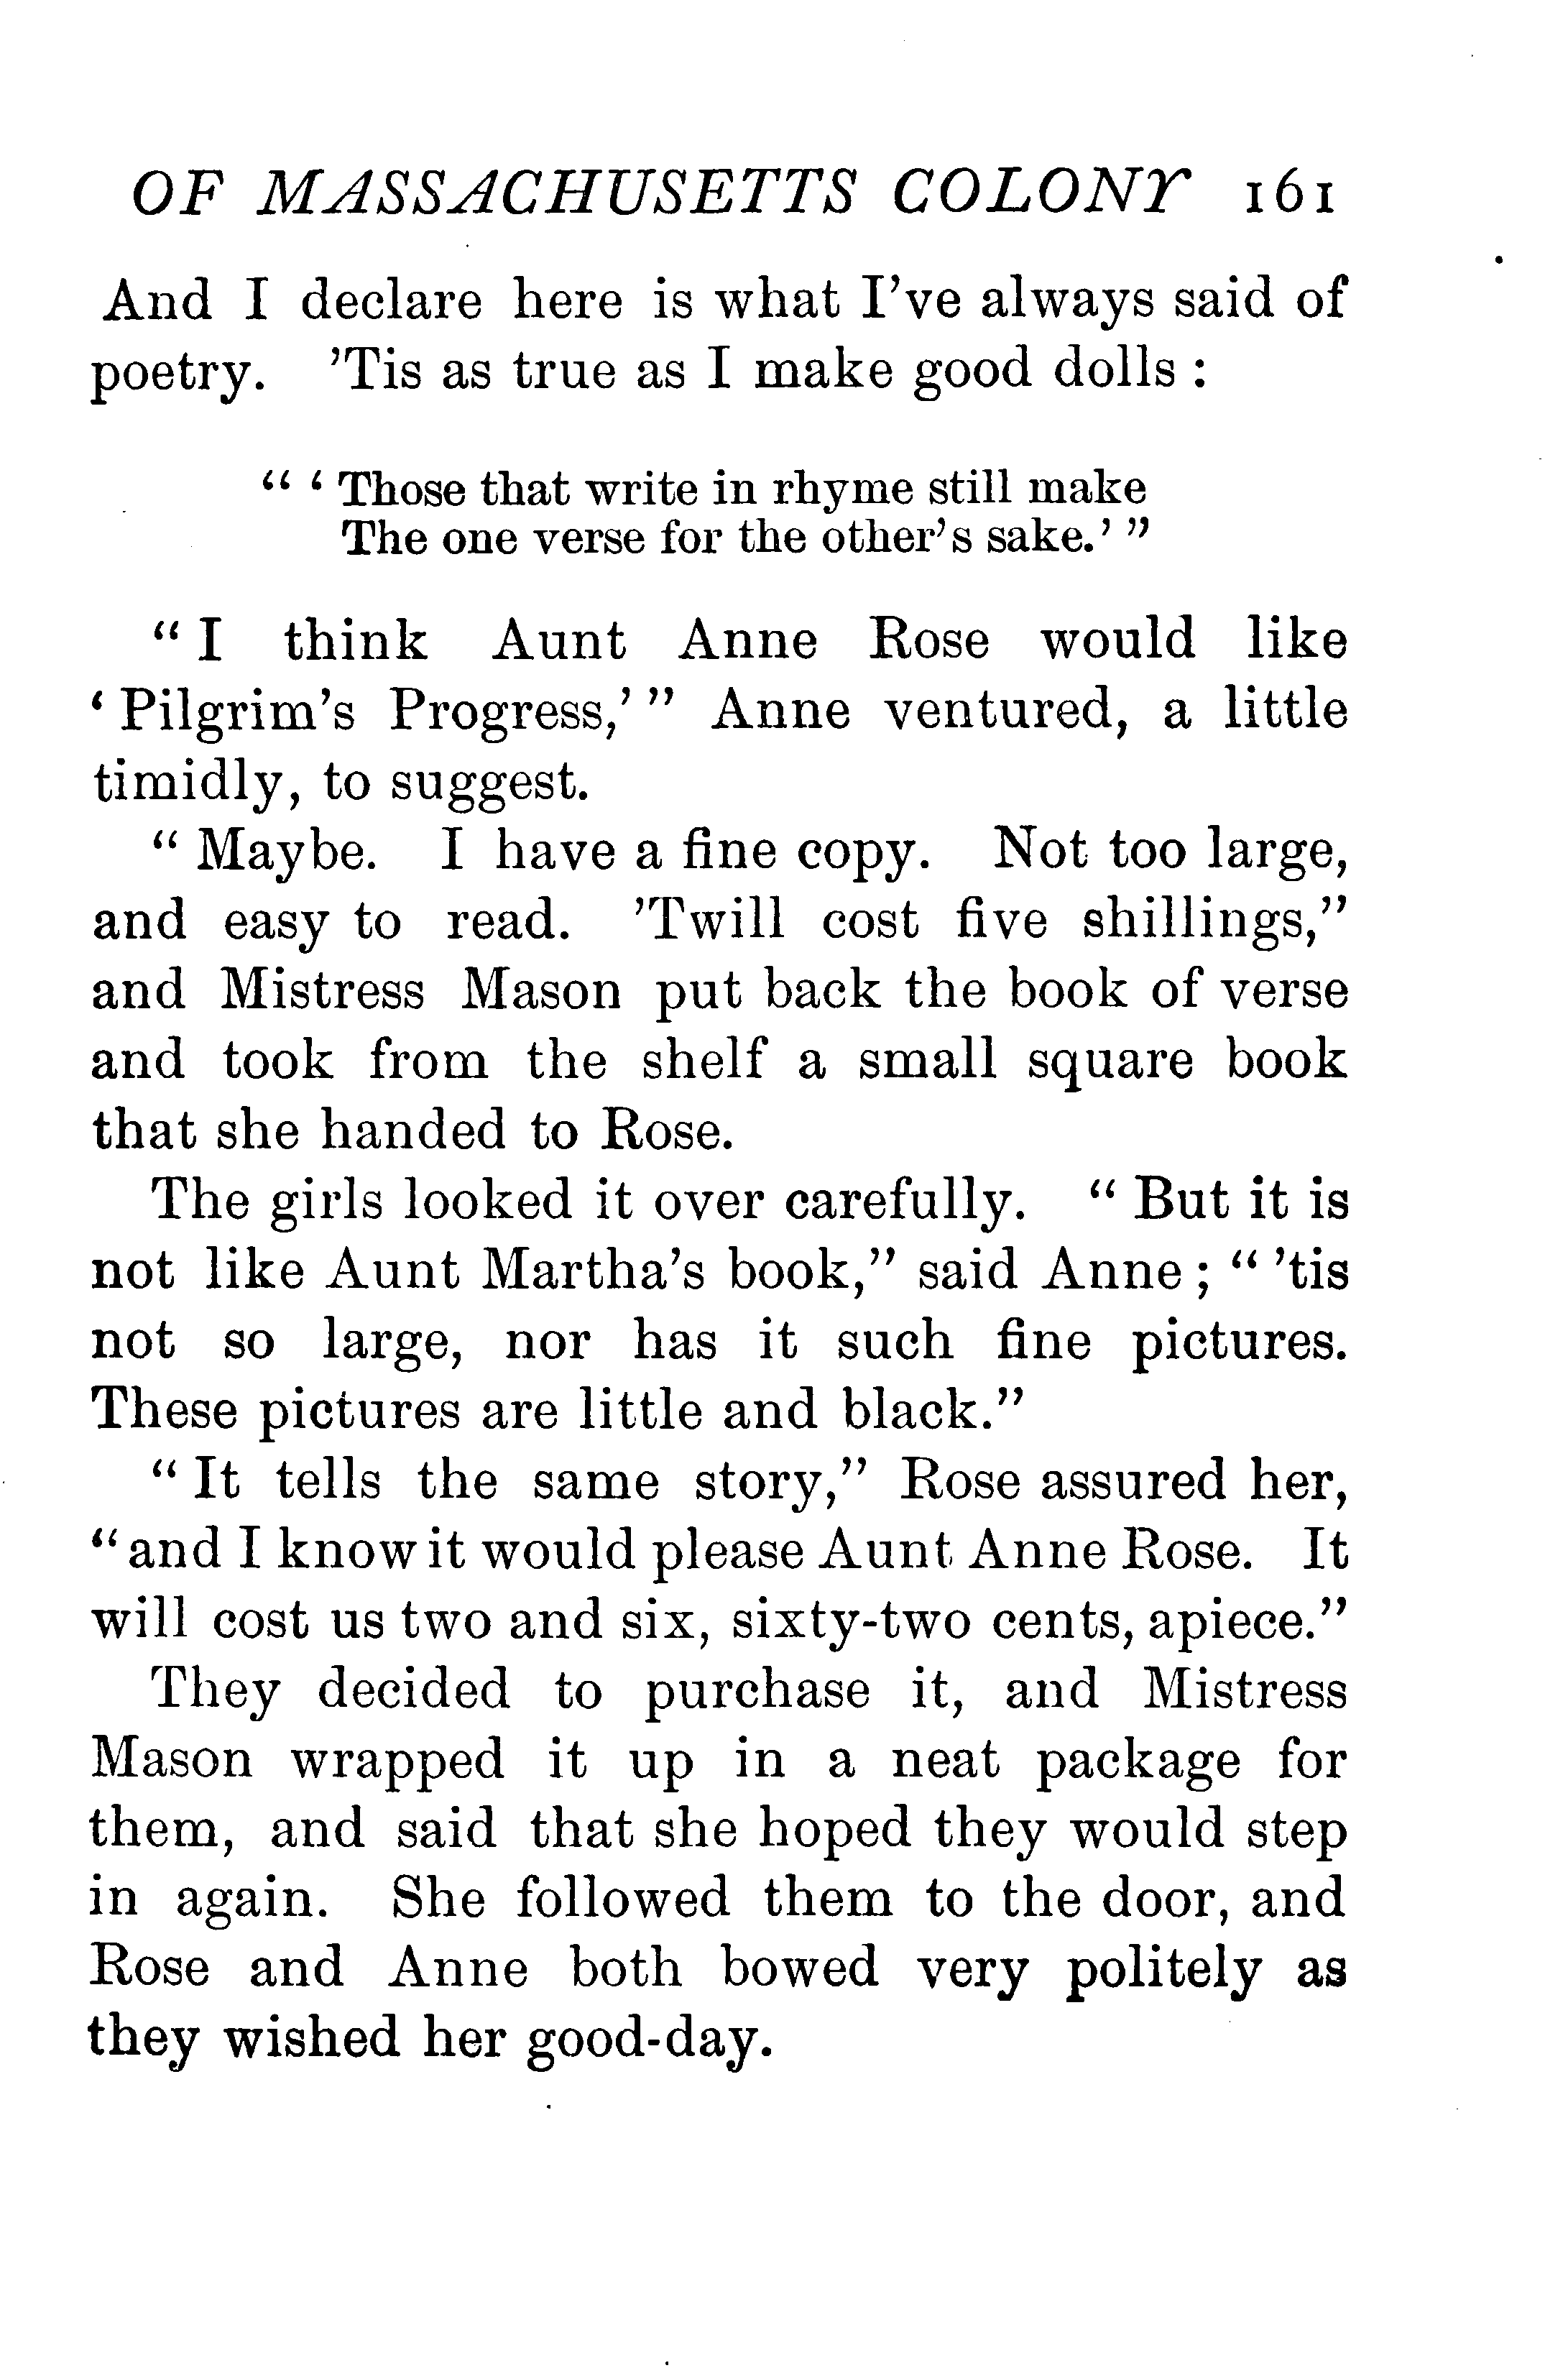 OF MASSACHUSETTS COLONY 161
And I declare here is what I've always said of
poetry. 'Tis as true as I make good dolls :
“ ‘ Those that write in rhyme still make
The one verse for the other's sake.’ ”
“ I think Aunt Anne Rose would like
‘ Pilgrim's Progress,’ ” Anne ventured, a little
timidly, to suggest.
“ Maybe. I have a fine copy. Not too large,
and easy to read. 'Twill cost five shillings,”
and Mistress Mason put back the book of verse
and took from the shelf a small square book
that she handed to Rose.
The girls looked it over carefully. “ But it is
not like Aunt Martha's book,” said Anne ; “ 'tis
not so large, nor has it such fine pictures.
These pictures are little and black.”
“ It tells the same story,” Rose assured her,
“ and I know it would please Aunt Anne Rose. It
will cost us two and six, sixty-two cents, apiece.”
They decided to purchase it, and Mistress
Mason wrapped it up in a neat package for
them, and said that she hoped they would step
in again. She followed them to the door, and
Rose and Anne both bowed very politely as
they wished her good-day.